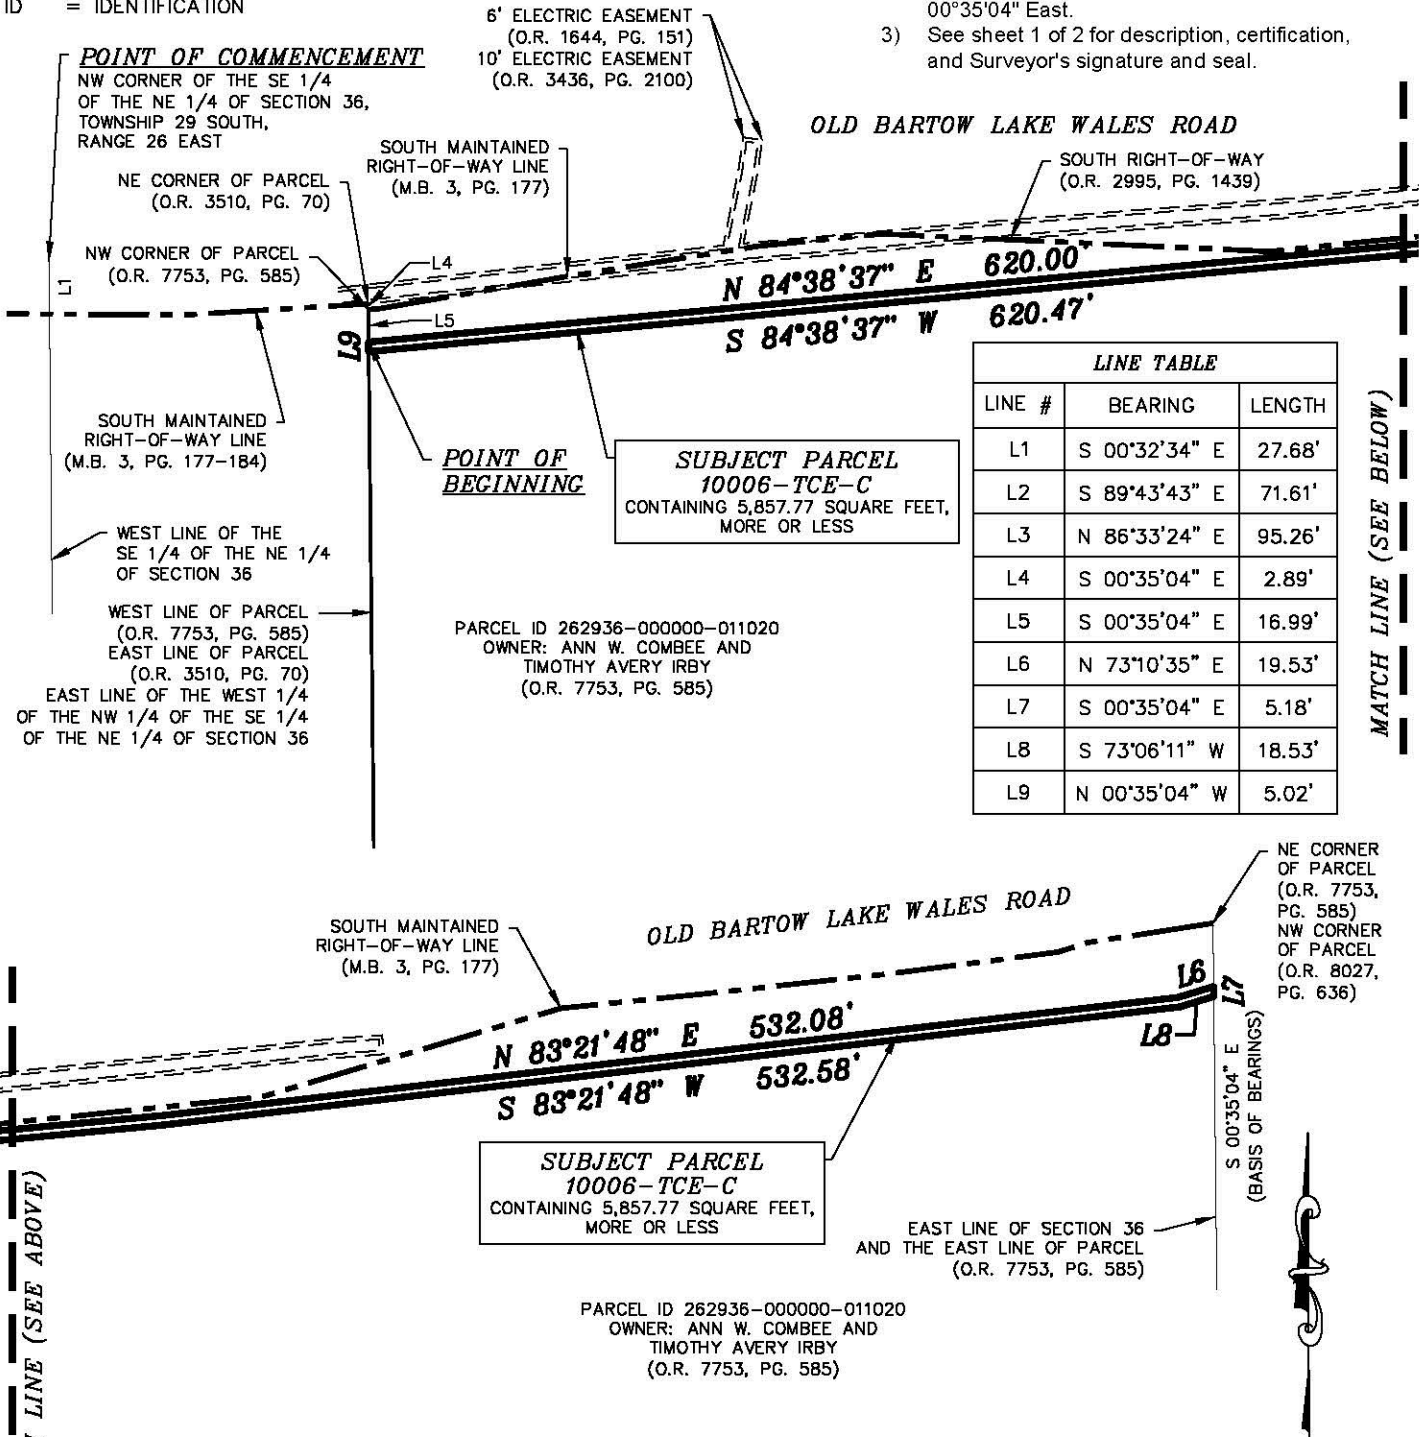 ID = IDENTIFICATION
POINT OF COMMENCEMENT
NW CORNER OF THE SE 1/4
OF THE NE 1/4 OF SECTION 36,
TOWNSHIP 29 SOUTH,
RANGE 26 EAST
6' ELECTRIC EASEMENT
(O.R. 1644, PG. 151)
10' ELECTRIC EASEMENT
(O.R. 3436, PG. 2100)
00°35'04" East.
3) See sheet 1 of 2 for description, certification,
and Surveyor's signature and seal.
OLD BARTOW LAKE WALES ROAD
SOUTH RIGHT-OF-WAY
(O.R. 2995, PG. 1439)
SOUTH MAINTAINED
RIGHT-OF-WAY LINE
(M.B. 3, PG. 177)
NE CORNER OF PARCEL
(O.R. 3510, PG. 70)
NW CORNER OF PARCEL
(O.R. 7753, PG. 585)
L1
L4
L5
L9
N 84°38'37" E 620.00'
S 84°38'37" W 620.47'
SOUTH MAINTAINED
RIGHT-OF-WAY LINE
(M.B. 3, PG. 177-184)
POINT OF
BEGINNING
SUBJECT PARCEL
10006-TCE-C
CONTAINING 5,857.77 SQUARE FEET,
MORE OR LESS
WEST LINE OF THE
SE 1/4 OF THE NE 1/4
OF SECTION 36
WEST LINE OF PARCEL
(O.R. 7753, PG. 585)
EAST LINE OF PARCEL
(O.R. 3510, PG. 70)
EAST LINE OF THE WEST 1/4
OF THE NW 1/4 OF THE SE 1/4
OF THE NE 1/4 OF SECTION 36
PARCEL ID 262936-000000-011020
OWNER: ANN W. COMBEE AND
TIMOTHY AVERY IRBY
(O.R. 7753, PG. 585)
LINE TABLE
LINE # BEARING LENGTH
L1 S 00°32'34" E 27.68'
L2 S 89°43'43" E 71.61'
L3 N 86°33'24" E 95.26'
L4 S 00°35'04" E 2.89'
L5 S 00°35'04" E 16.99'
L6 N 73°10'35" E 19.53'
L7 S 00°35'04" E 5.18'
L8 S 73°06'11" W 18.53'
L9 N 00°35'04" W 5.02'
MATCH LINE (SEE BELOW)
SOUTH MAINTAINED
RIGHT-OF-WAY LINE
(M.B. 3, PG. 177)
OLD BARTOW LAKE WALES ROAD
NE CORNER
OF PARCEL
(O.R. 7753,
PG. 585)
NW CORNER
OF PARCEL
(O.R. 8027,
PG. 636)
L6
L7
L8
N 83°21'48" E 532.08'
S 83°21'48" W 532.58'
S 00°35'04" E
(BASIS OF BEARINGS)
SUBJECT PARCEL
10006-TCE-C
CONTAINING 5,857.77 SQUARE FEET,
MORE OR LESS
EAST LINE OF SECTION 36
AND THE EAST LINE OF PARCEL
(O.R. 7753, PG. 585)
PARCEL ID 262936-000000-011020
OWNER: ANN W. COMBEE AND
TIMOTHY AVERY IRBY
(O.R. 7753, PG. 585)
LINE (SEE ABOVE)